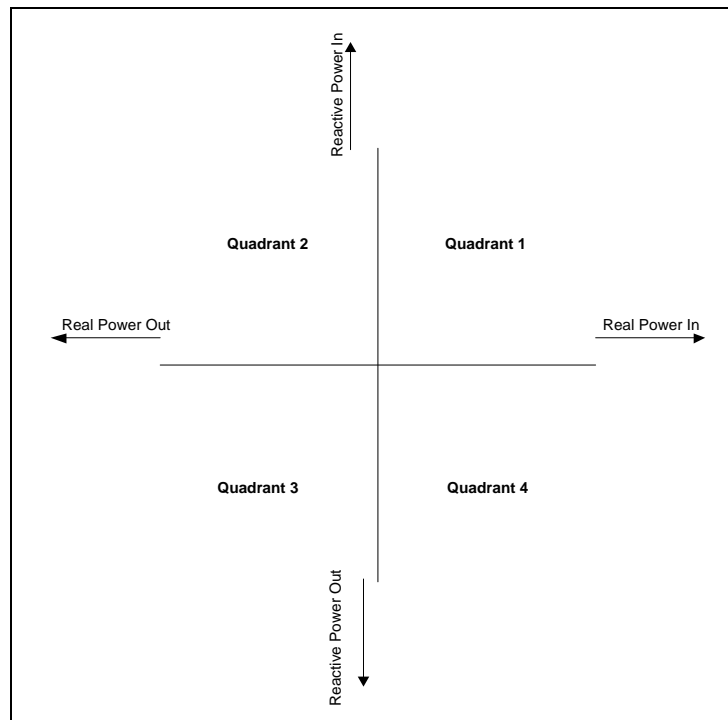 Reactive Power In
Quadrant 2
Quadrant 1
Real Power Out
Real Power In
Quadrant 3
Quadrant 4
Reactive Power Out